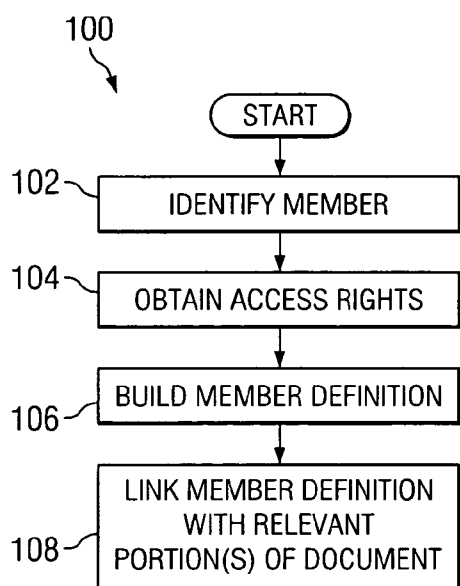 100
START
102
IDENTIFY MEMBER
104
OBTAIN ACCESS RIGHTS
106
BUILD MEMBER DEFINITION
108
LINK MEMBER DEFINITION
WITH RELEVANT
PORTION(S) OF DOCUMENT